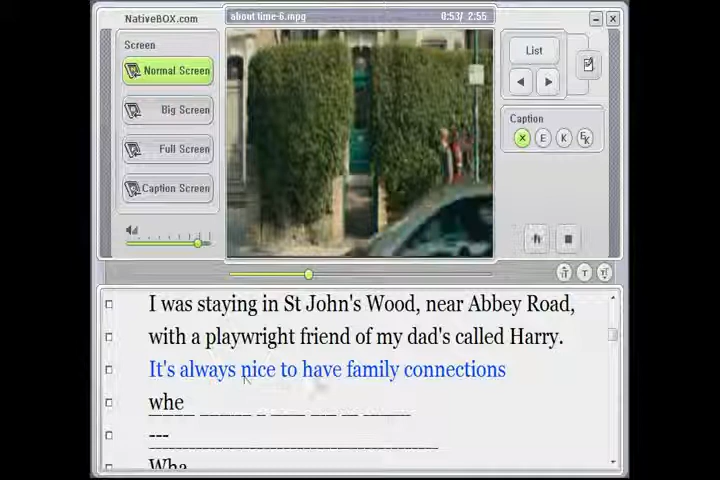 NativeBOX.com
about time-6.mpg
0:53/ 2:55
Screen
Normal Screen
Big Screen
Full Screen
Caption Screen
List
Caption
X E K EK
T
I was staying in St John's Wood, near Abbey Road,
with a playwright friend of my dad's called Harry.
It's always nice to have family connections
whe
---
Wha